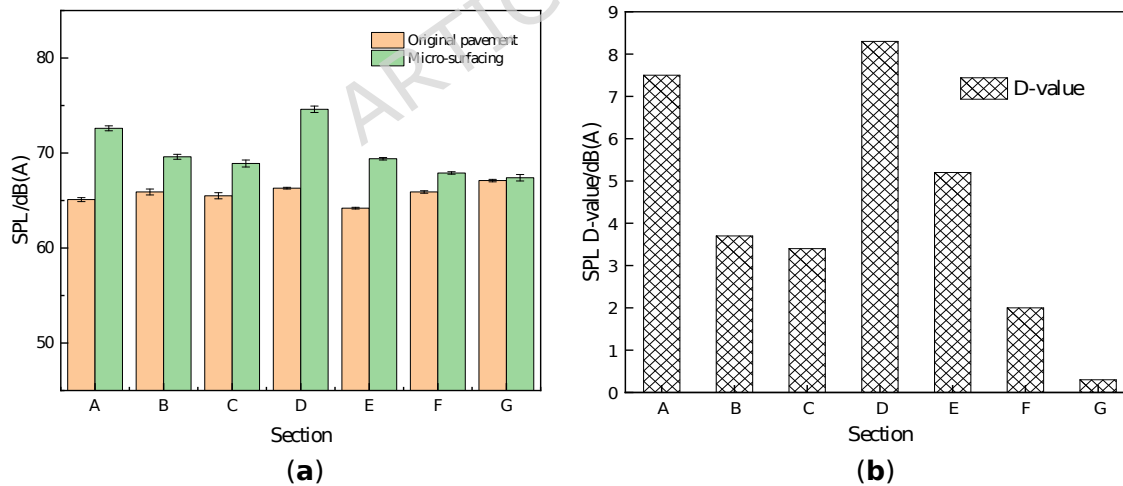 ARTIC
80
70
60
50
SPL/dB(A)
Original pavement
Micro-surfacing
A B C D E F G
Section
(a)
9
8
7
6
5
4
3
2
1
0
SPL D-value/dB(A)
D-value
A B C D E F G
Section
(b)